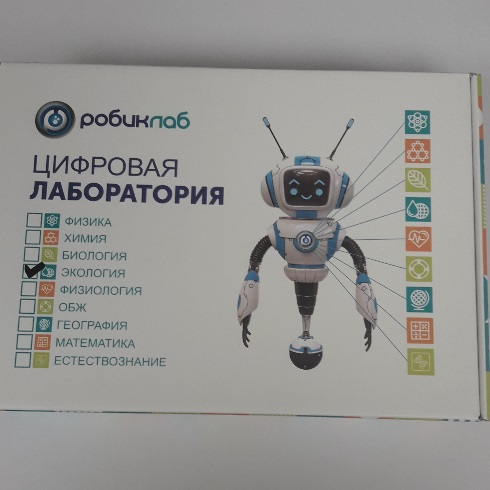 робиклаб
ЦИФРОВАЯ
ЛАБОРАТОРИЯ
ФИЗИКА
ХИМИЯ
БИОЛОГИЯ
ЭКОЛОГИЯ
ФИЗИОЛОГИЯ
ОБЖ
ГЕОГРАФИЯ
МАТЕМАТИКА
ЕСТЕСТВОЗНАНИЕ